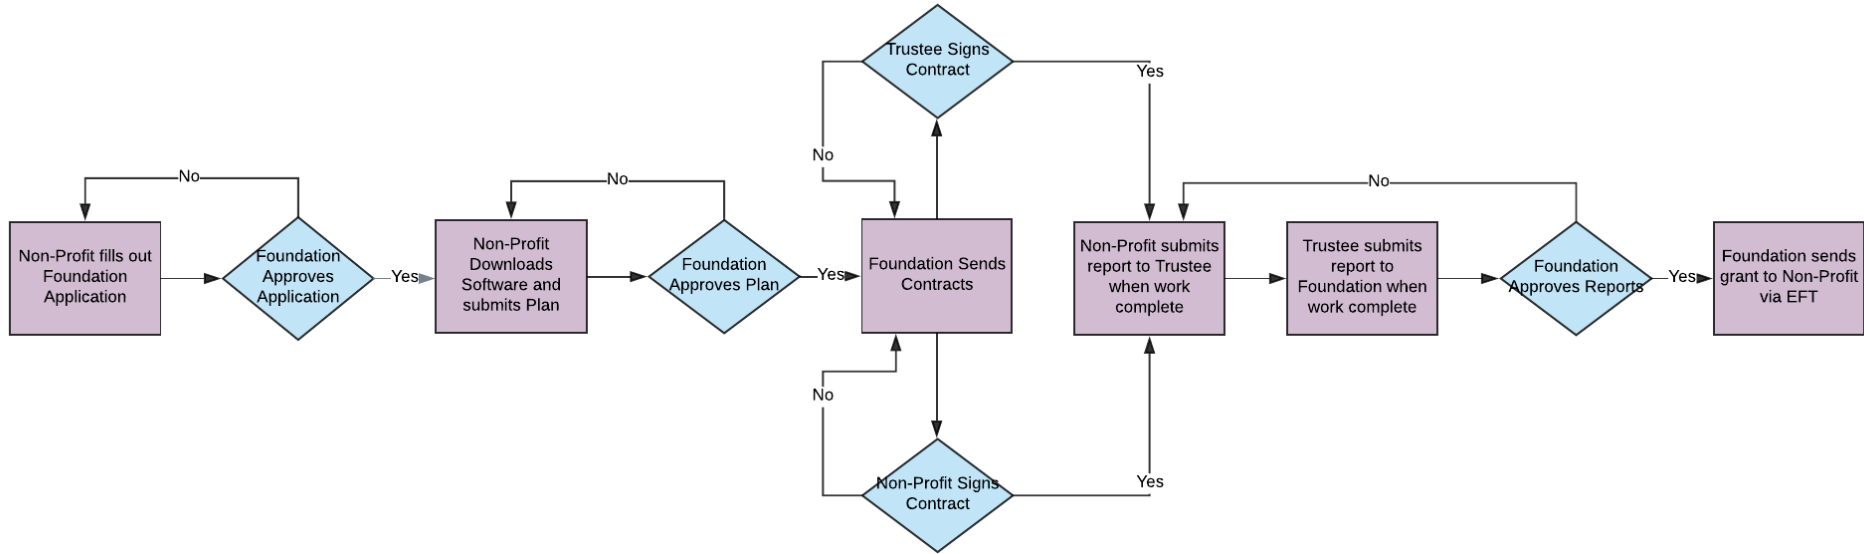 Non-Profit fills out
Foundation
Application
No
Foundation
Approves
Application
Yes
Non-Profit
Downloads
Software and
submits Plan
No
Foundation
Approves Plan
Yes
Foundation Sends
Contracts
Trustee Signs
Contract
No
Yes
Non-Profit Signs
Contract
No
Yes
Non-Profit submits
report to Trustee
when work
complete
Trustee submits
report to
Foundation when
work complete
No
Foundation
Approves Reports
Yes
Foundation sends
grant to Non-Profit
via EFT